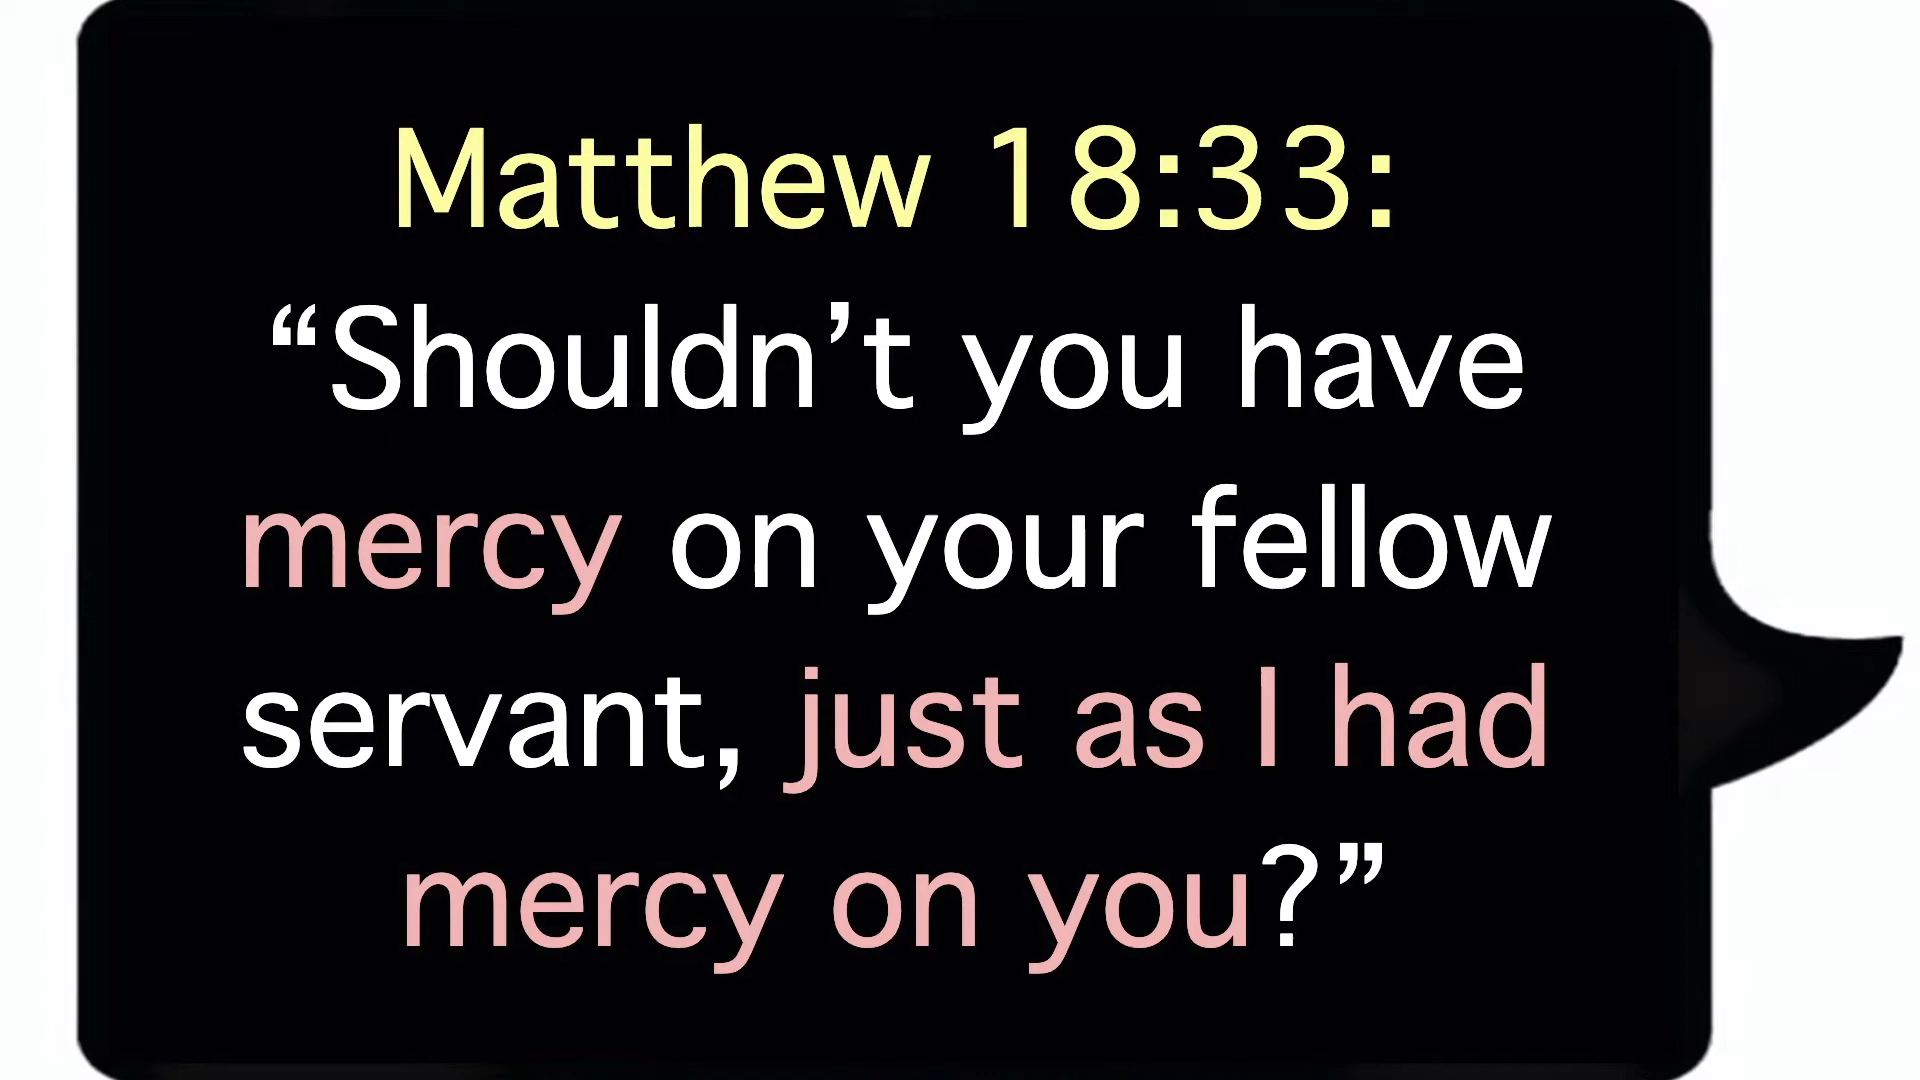 Matthew 18:33:
“Shouldn’t you have
mercy on your fellow
servant, just as I had
mercy on you?”